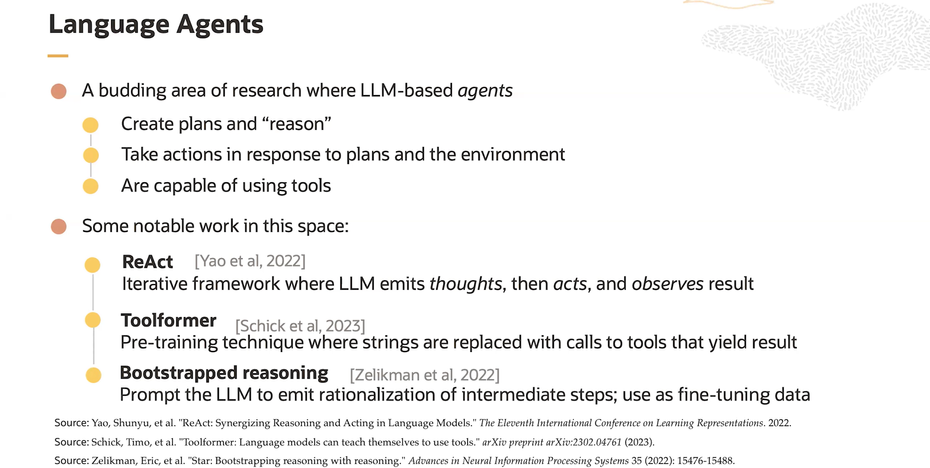 Language Agents
A budding area of research where LLM-based agents
Create plans and “reason”
Take actions in response to plans and the environment
Are capable of using tools
Some notable work in this space:
ReAct [Yao et al, 2022]
Iterative framework where LLM emits thoughts, then acts, and observes result
Toolformer [Schick et al, 2023]
Pre-training technique where strings are replaced with calls to tools that yield result
Bootstrapped reasoning [Zelikman et al, 2022]
Prompt the LLM to emit rationalization of intermediate steps; use as fine-tuning data
Source: Yao, Shunyu, et al. "ReAct: Synergizing Reasoning and Acting in Language Models." The Eleventh International Conference on Learning Representations. 2022.
Source: Schick, Timo, et al. "Toolformer: Language models can teach themselves to use tools." arXiv preprint arXiv:2302.04761 (2023).
Source: Zelikman, Eric, et al. "Star: Bootstrapping reasoning with reasoning." Advances in Neural Information Processing Systems 35 (2022): 15476-15488.